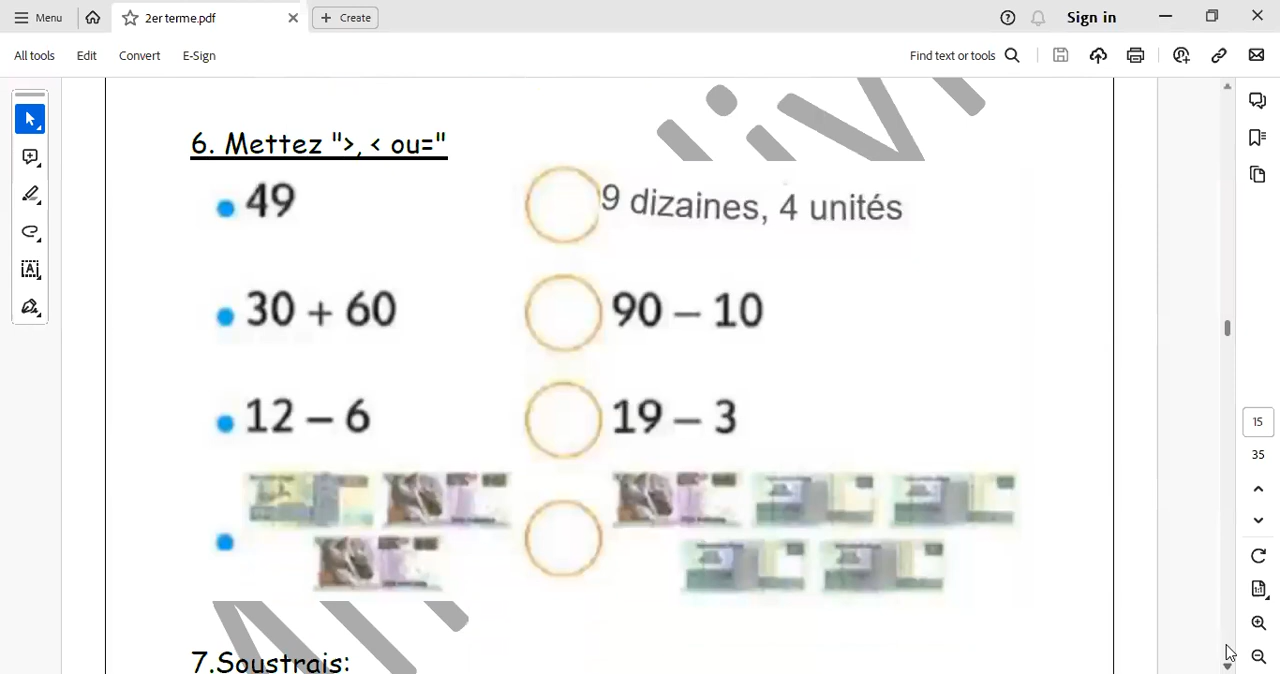 Menu
2er terme.pdf
Create
Sign in
All tools
Edit
Convert
E-Sign
Find text or tools
6. Mettez ">, < ou="
49
9 dizaines, 4 unités
30 + 60
90 – 10
12 – 6
19 – 3
7.Soustrais:
15
35